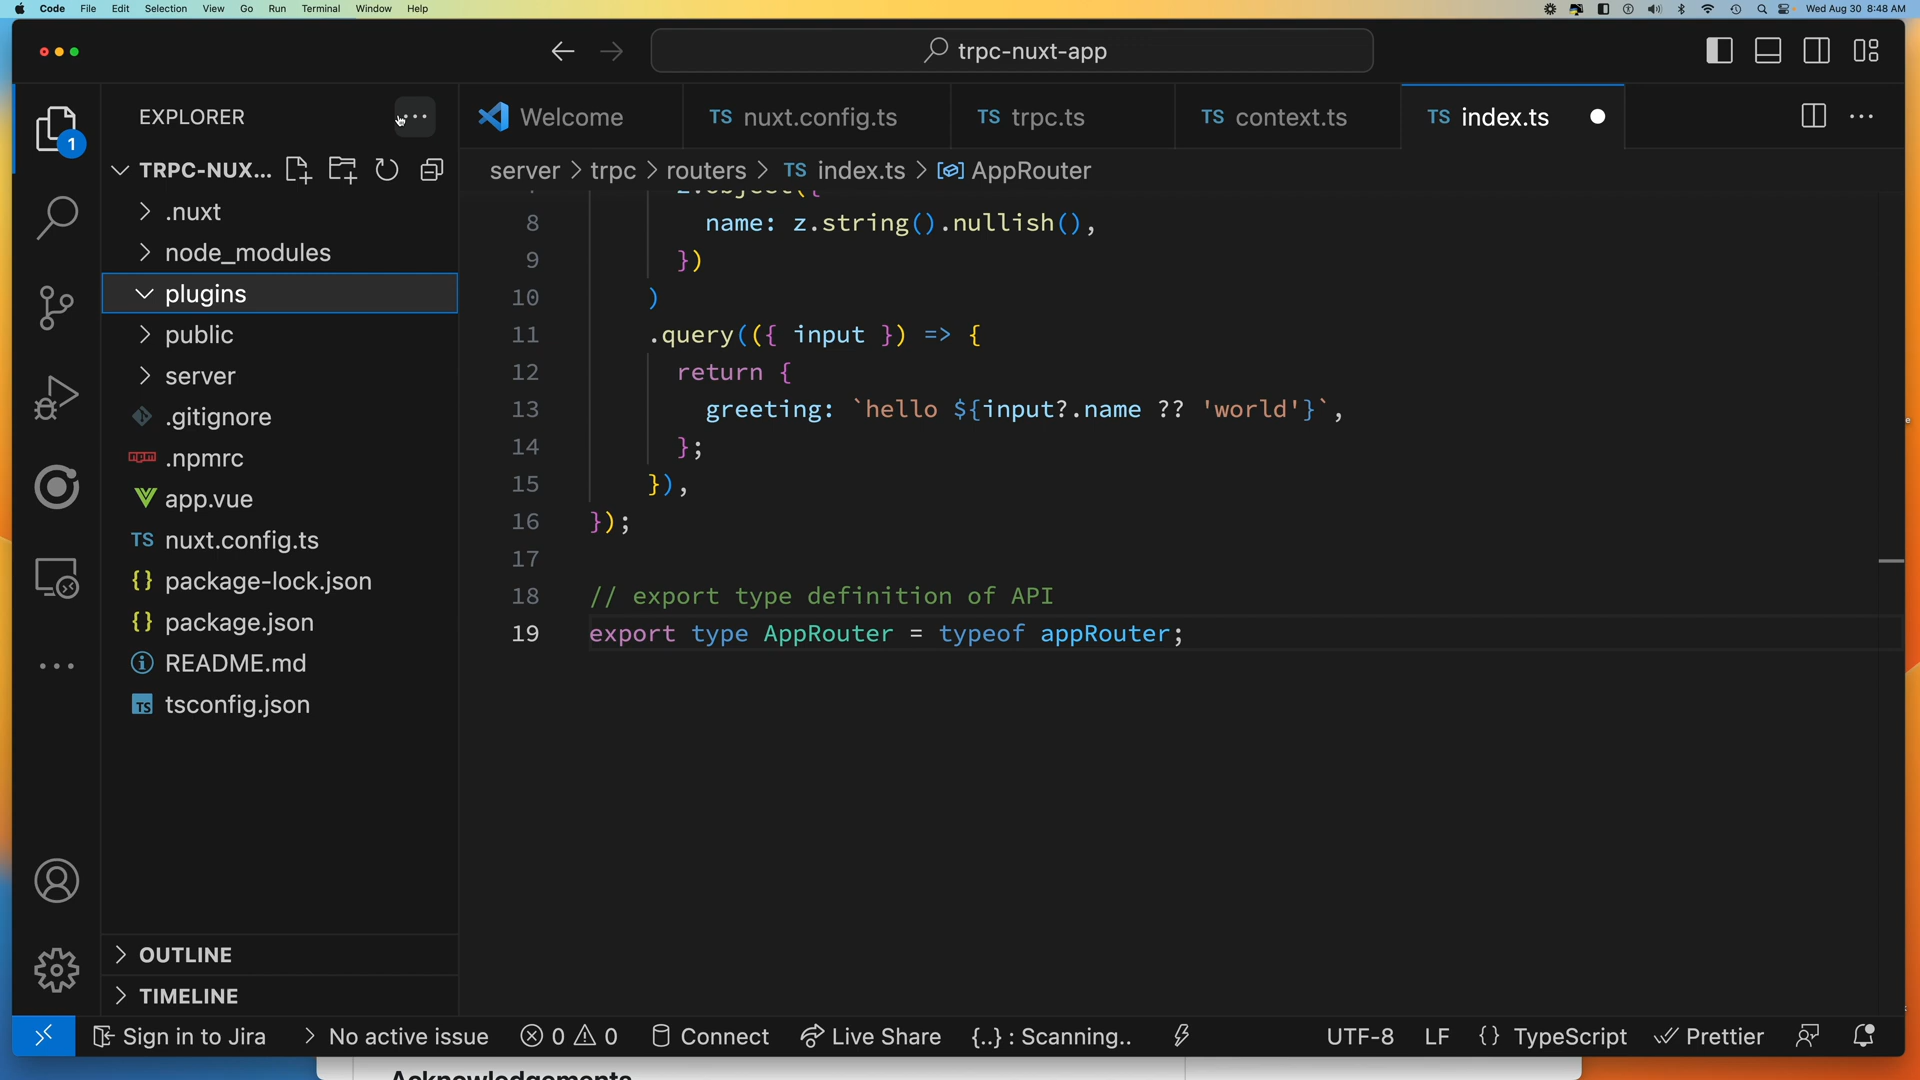 Code File Edit Selection View Go Run Terminal Window Help Wed Aug 30 8:48 AM
trpc-nuxt-app
EXPLORER
Welcome TS nuxt.config.ts TS trpc.ts TS context.ts TS index.ts
1
TRPC-NUX...
server > trpc > routers > TS index.ts > AppRouter
.nuxt
node_modules
plugins
public
server
.gitignore
.npmrc
app.vue
TS nuxt.config.ts
{} package-lock.json
{} package.json
README.md
TS tsconfig.json
z.object({
8 name: z.string().nullish(),
9 })
10 )
11 .query(({ input }) => {
12 return {
13 greeting: `hello ${input?.name ?? 'world'}`,
14 };
15 }),
16 });
17
18 // export type definition of API
19 export type AppRouter = typeof appRouter;
OUTLINE
TIMELINE
Sign in to Jira > No active issue 0 0 Connect Live Share {..} : Scanning.. UTF-8 LF {} TypeScript Prettier
Acknowledgements